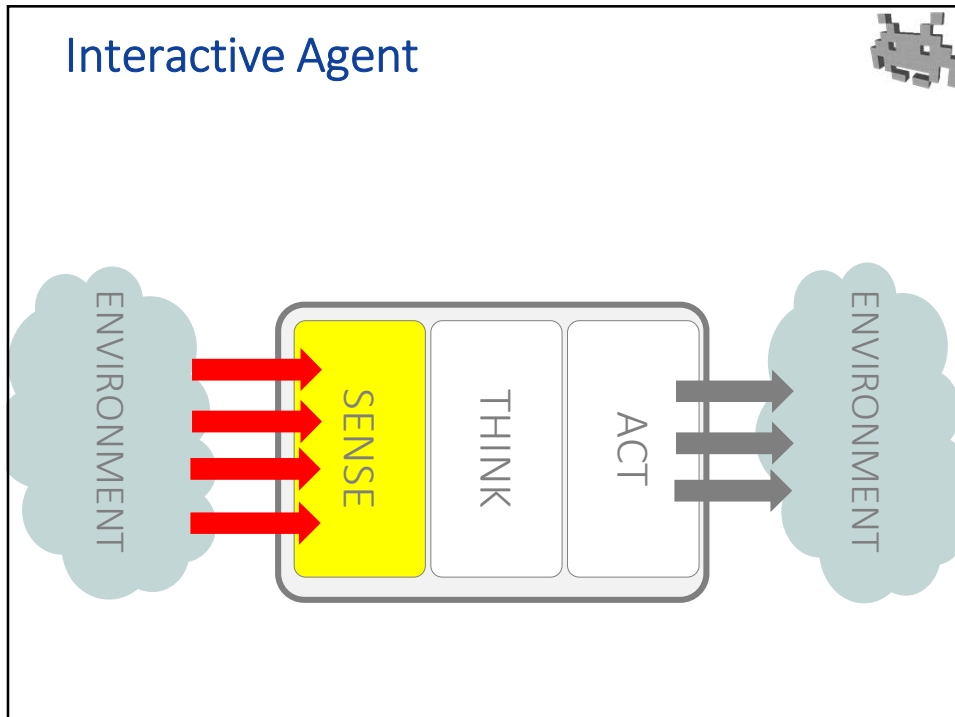 Interactive Agent
ENVIRONMENT
SENSE
THINK
ACT
ENVIRONMENT